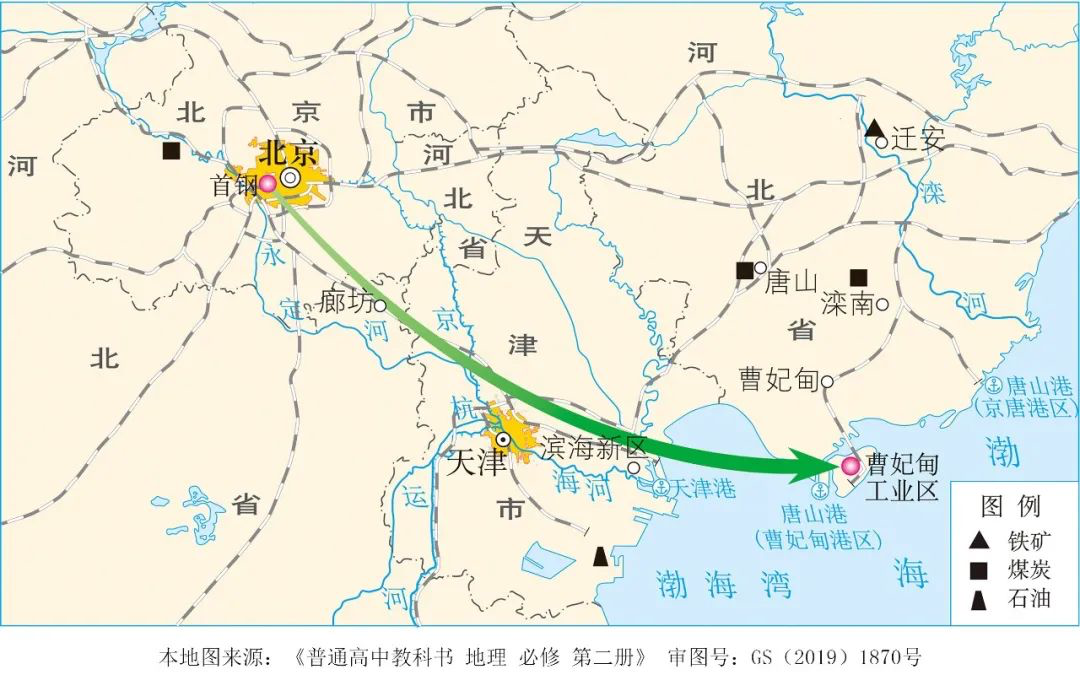 河
北京市
河
北京
河
迁安
首钢
北
省
北
滦
天
永
唐山
滦南
河
廊坊
定
河
京
津
省
北
曹妃甸
唐山港
(京唐港区)
杭
渤
天津
滨海新区
曹妃甸
工业区
海河
天津港
运
省
市
唐山港
(曹妃甸港区)
图 例
铁矿
煤炭
石油
渤海湾
海
河
本地图来源：《普通高中教科书 地理 必修 第二册》 审图号：GS（2019）1870号